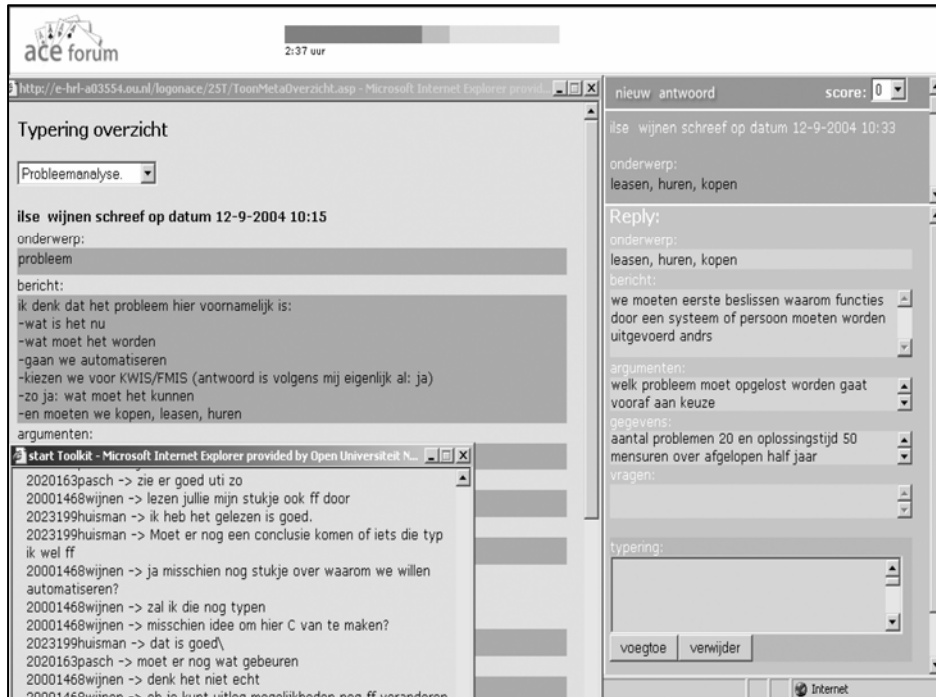 ace forum
2:37 uur
http://e-hrl-a03554.ou.nl/logonace/25T/ToonMetaOverzicht.asp - Microsoft Internet Explorer provid...
Typering overzicht
Probleemanalyse.
ilse wijnen schreef op datum 12-9-2004 10:15
onderwerp:
probleem
bericht:
ik denk dat het probleem hier voornamelijk is:
-wat is het nu
-wat moet het worden
-gaan we automatiseren
-kiezen we voor KWIS/FMIS (antwoord is volgens mij eigenlijk al: ja)
-zo ja: wat moet het kunnen
-en moeten we kopen, leasen, huren
argumenten:
start Toolkit - Microsoft Internet Explorer provided by Open Universiteit N...
2020163pasch -> zie er goed uti zo
20001468wijnen -> lezen jullie mijn stukje ook ff door
2023199huisman -> ik heb het gelezen is goed.
2023199huisman -> Moet er nog een conclusie komen of iets die typ
ik wel ff
20001468wijnen -> ja misschien nog stukje over waarom we willen
automatiseren?
20001468wijnen -> zal ik die nog typen
20001468wijnen -> misschien idee om hier C van te maken?
2023199huisman -> dat is goed\
2020163pasch -> moet er nog wat gebeuren
20001468wijnen -> denk het niet echt
20001468wijnen -> oh je kunt uitleg mogelijkheden nog ff veranderen
nieuw antwoord
score: 0
ilse wijnen schreef op datum 12-9-2004 10:33
onderwerp:
leasen, huren, kopen
Reply:
onderwerp:
leasen, huren, kopen
bericht:
we moeten eerste beslissen waarom functies
door een systeem of persoon moeten worden
uitgevoerd andrs
argumenten:
welk probleem moet opgelost worden gaat
vooraf aan keuze
gegevens:
aantal problemen 20 en oplossingstijd 50
mensuren over afgelopen half jaar
vragen:
typering:
voegtoe
verwijder
Internet